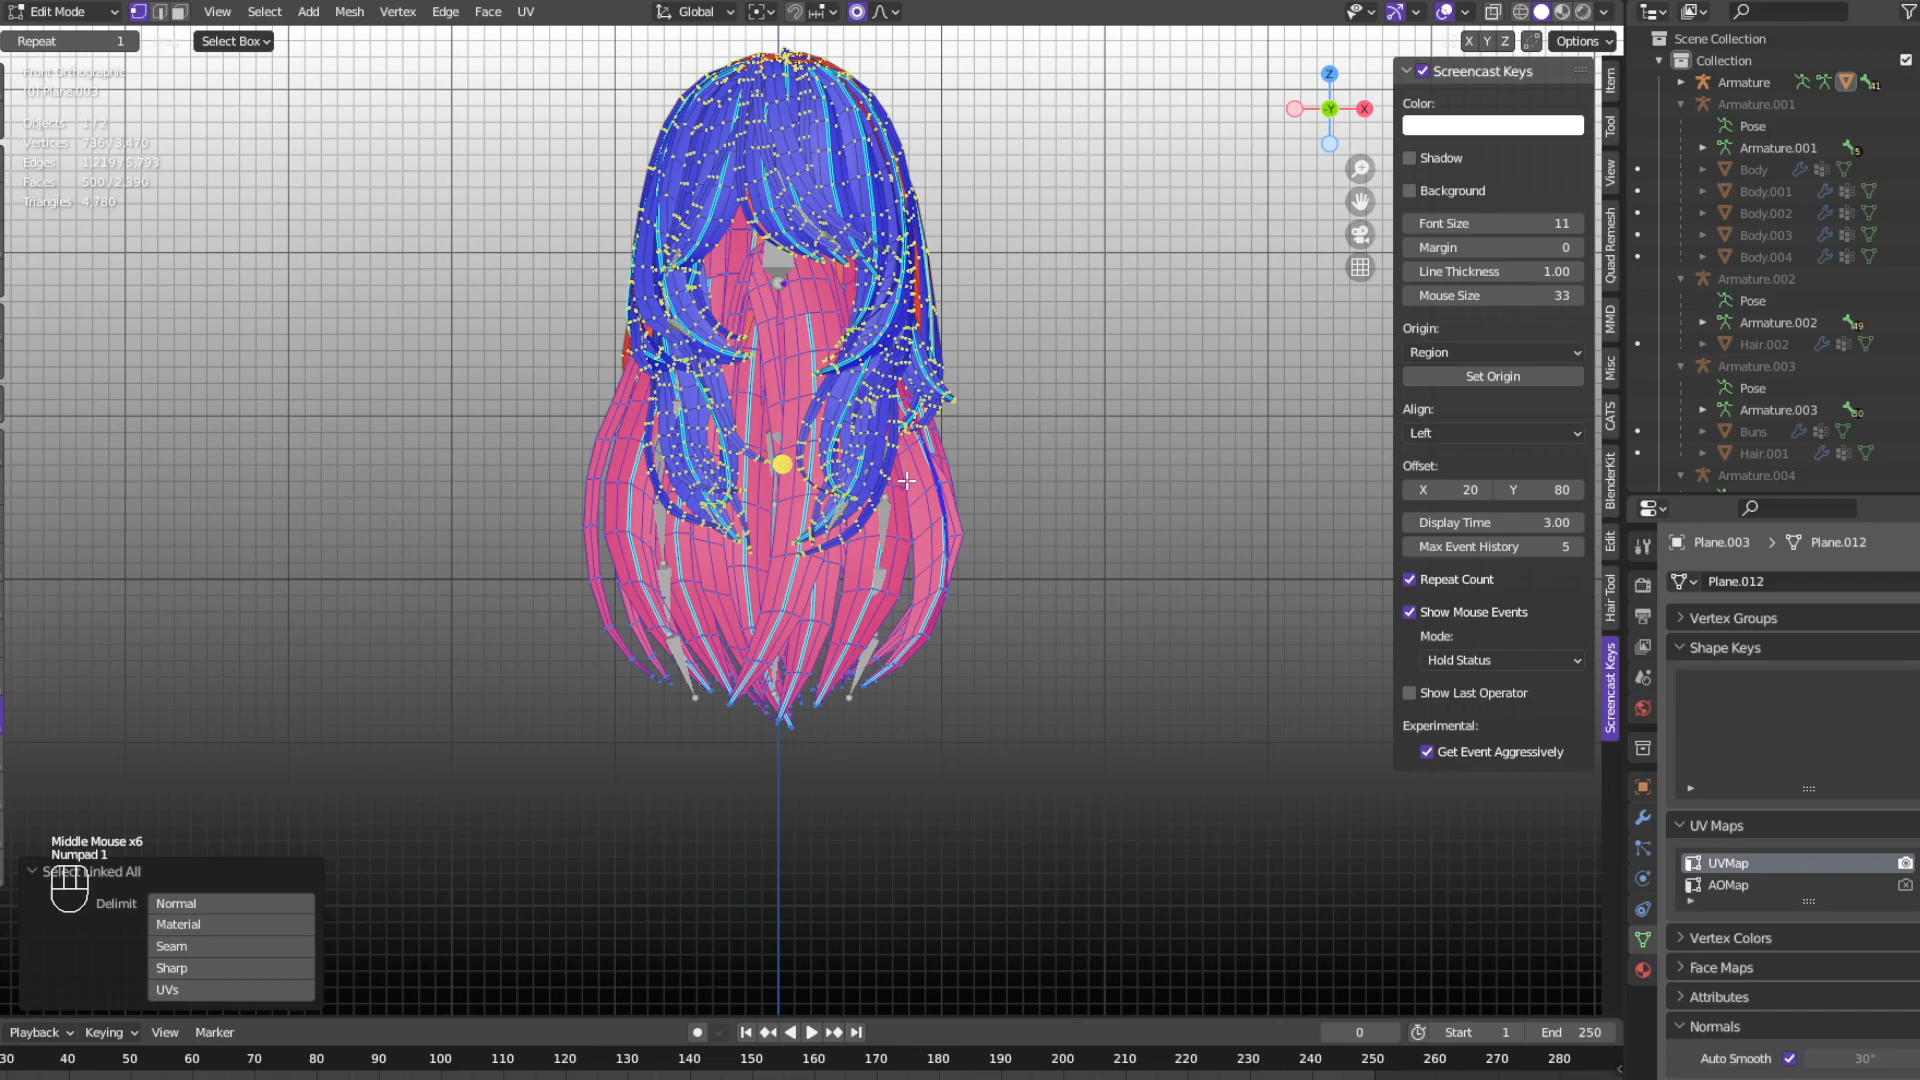 Edit Mode View Select Add Mesh Vertex Edge Face UV Global
Repeat 1 Select Box X Y Z Options
Front Orthographic
(0) Plane.003
Objects 1/2
Vertices 736/3,470
Edges 1,219/5,793
Faces 500/2,390
Triangles 4,780
Z
-Y X
Screencast Keys
Color:
Shadow
Background
Font Size 11
Margin 0
Line Thickness 1.00
Mouse Size 33
Origin:
Region
Set Origin
Align:
Left
Offset:
X 20 Y 80
Display Time 3.00
Max Event History 5
Repeat Count
Show Mouse Events
Mode:
Hold Status
Show Last Operator
Experimental:
Get Event Aggressively
Item
Tool
View
Quad Remesh
MMD
Misc
CATS
BlenderKit
Edit
Hair Tool
Screencast Keys
Scene Collection
Collection
Armature 41
Armature.001
Pose
Armature.001 5
Body
Body.001
Body.002
Body.003
Body.004
Armature.002
Pose
Armature.002 49
Hair.002
Armature.003
Pose
Armature.003 30
Buns
Hair.001
Armature.004
Plane.003 > Plane.012
Plane.012
Vertex Groups
Shape Keys
UV Maps
UVMap
AOMap
Vertex Colors
Face Maps
Attributes
Normals
Auto Smooth 30°
Middle Mouse x6
Numpad 1
Select Linked All
Delimit Normal
Material
Seam
Sharp
UVs
Playback Keying View Marker 0 Start 1 End 250
30 40 50 60 70 80 90 100 110 120 130 140 150 160 170 180 190 200 210 220 230 240 250 260 270 280